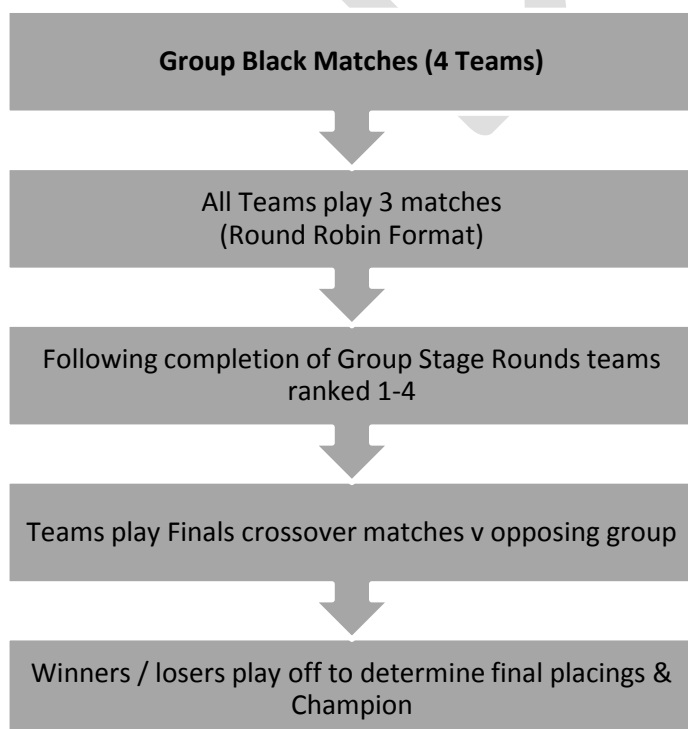 Group Black Matches (4 Teams)
All Teams play 3 matches
(Round Robin Format)
Following completion of Group Stage Rounds teams
ranked 1-4
Teams play Finals crossover matches v opposing group
Winners / losers play off to determine final placings &
Champion